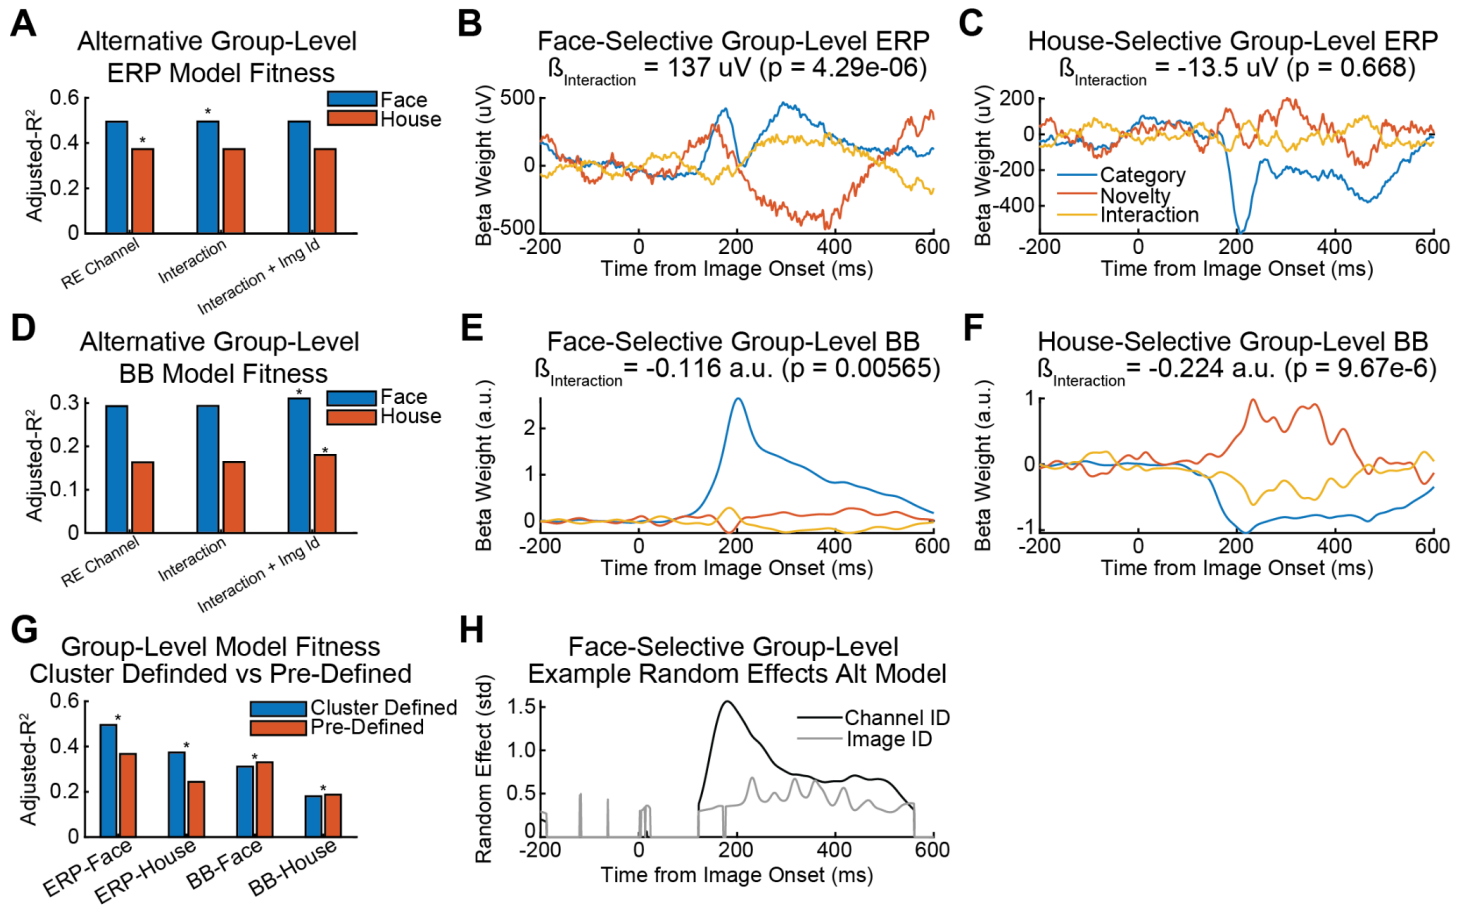 A
Alternative Group-Level
ERP Model Fitness
Adjusted-R²
0.6
0.4
0.2
0
Face
House
*
*
RE Channel
Interaction
Interaction + Img Id
B
Face-Selective Group-Level ERP
ßInteraction = 137 uV (p = 4.29e-06)
Beta Weight (uV)
500
0
-500
-200
0
200
400
600
Time from Image Onset (ms)
C
House-Selective Group-Level ERP
ßInteraction = -13.5 uV (p = 0.668)
Beta Weight (uV)
200
0
-200
-400
Category
Novelty
Interaction
-200
0
200
400
600
Time from Image Onset (ms)
D
Alternative Group-Level
BB Model Fitness
Adjusted-R²
0.3
0.2
0.1
0
Face
House
*
*
RE Channel
Interaction
Interaction + Img Id
E
Face-Selective Group-Level BB
ßInteraction = -0.116 a.u. (p = 0.00565)
Beta Weight (a.u.)
2
1
0
-200
0
200
400
600
Time from Image Onset (ms)
F
House-Selective Group-Level BB
ßInteraction = -0.224 a.u. (p = 9.67e-6)
Beta Weight (a.u.)
1
0
-1
-200
0
200
400
600
Time from Image Onset (ms)
G
Group-Level Model Fitness
Cluster Definded vs Pre-Defined
Adjusted-R²
0.6
0.4
0.2
0
Cluster Defined
Pre-Defined
*
*
*
*
ERP-Face
ERP-House
BB-Face
BB-House
H
Face-Selective Group-Level
Example Random Effects Alt Model
Random Effect (std)
1.5
1.0
0.5
0
Channel ID
Image ID
-200
0
200
400
600
Time from Image Onset (ms)